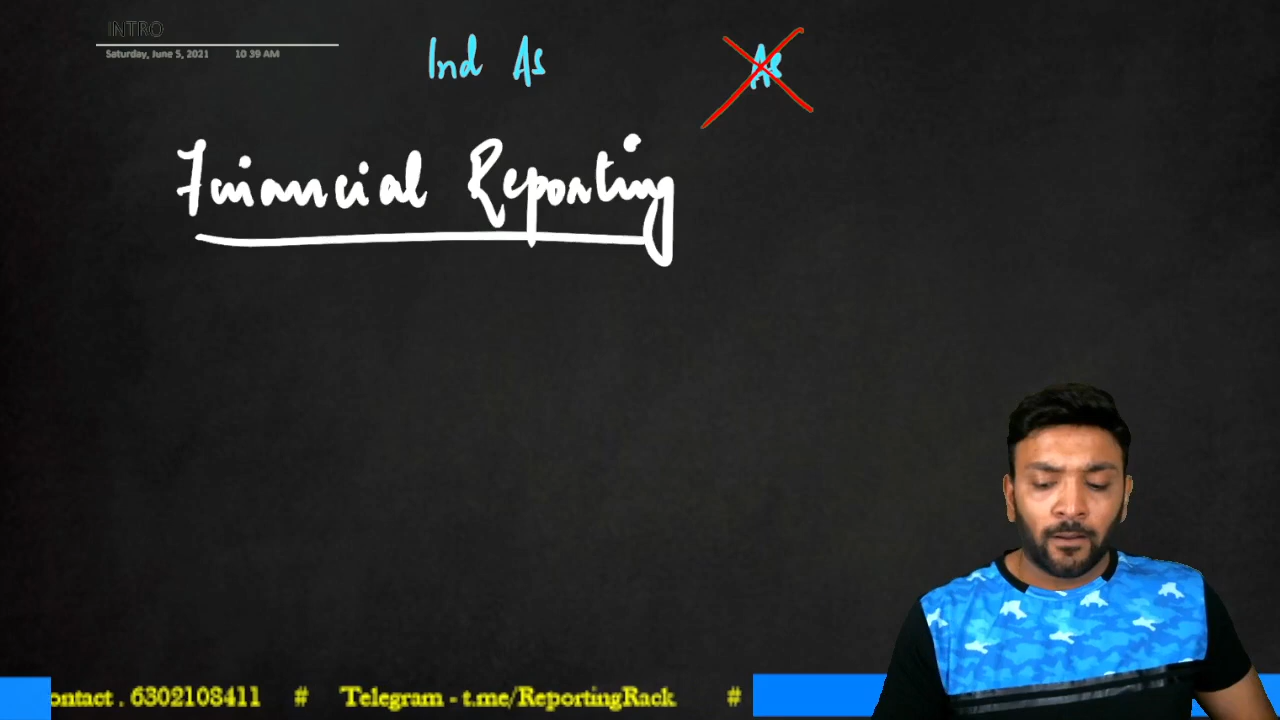 INTRO
Saturday, June 5, 2021 10 39 AM
Ind As As
Financial Reporting
ontact . 6302108411 # Telegram - t.me/ReportingRack #